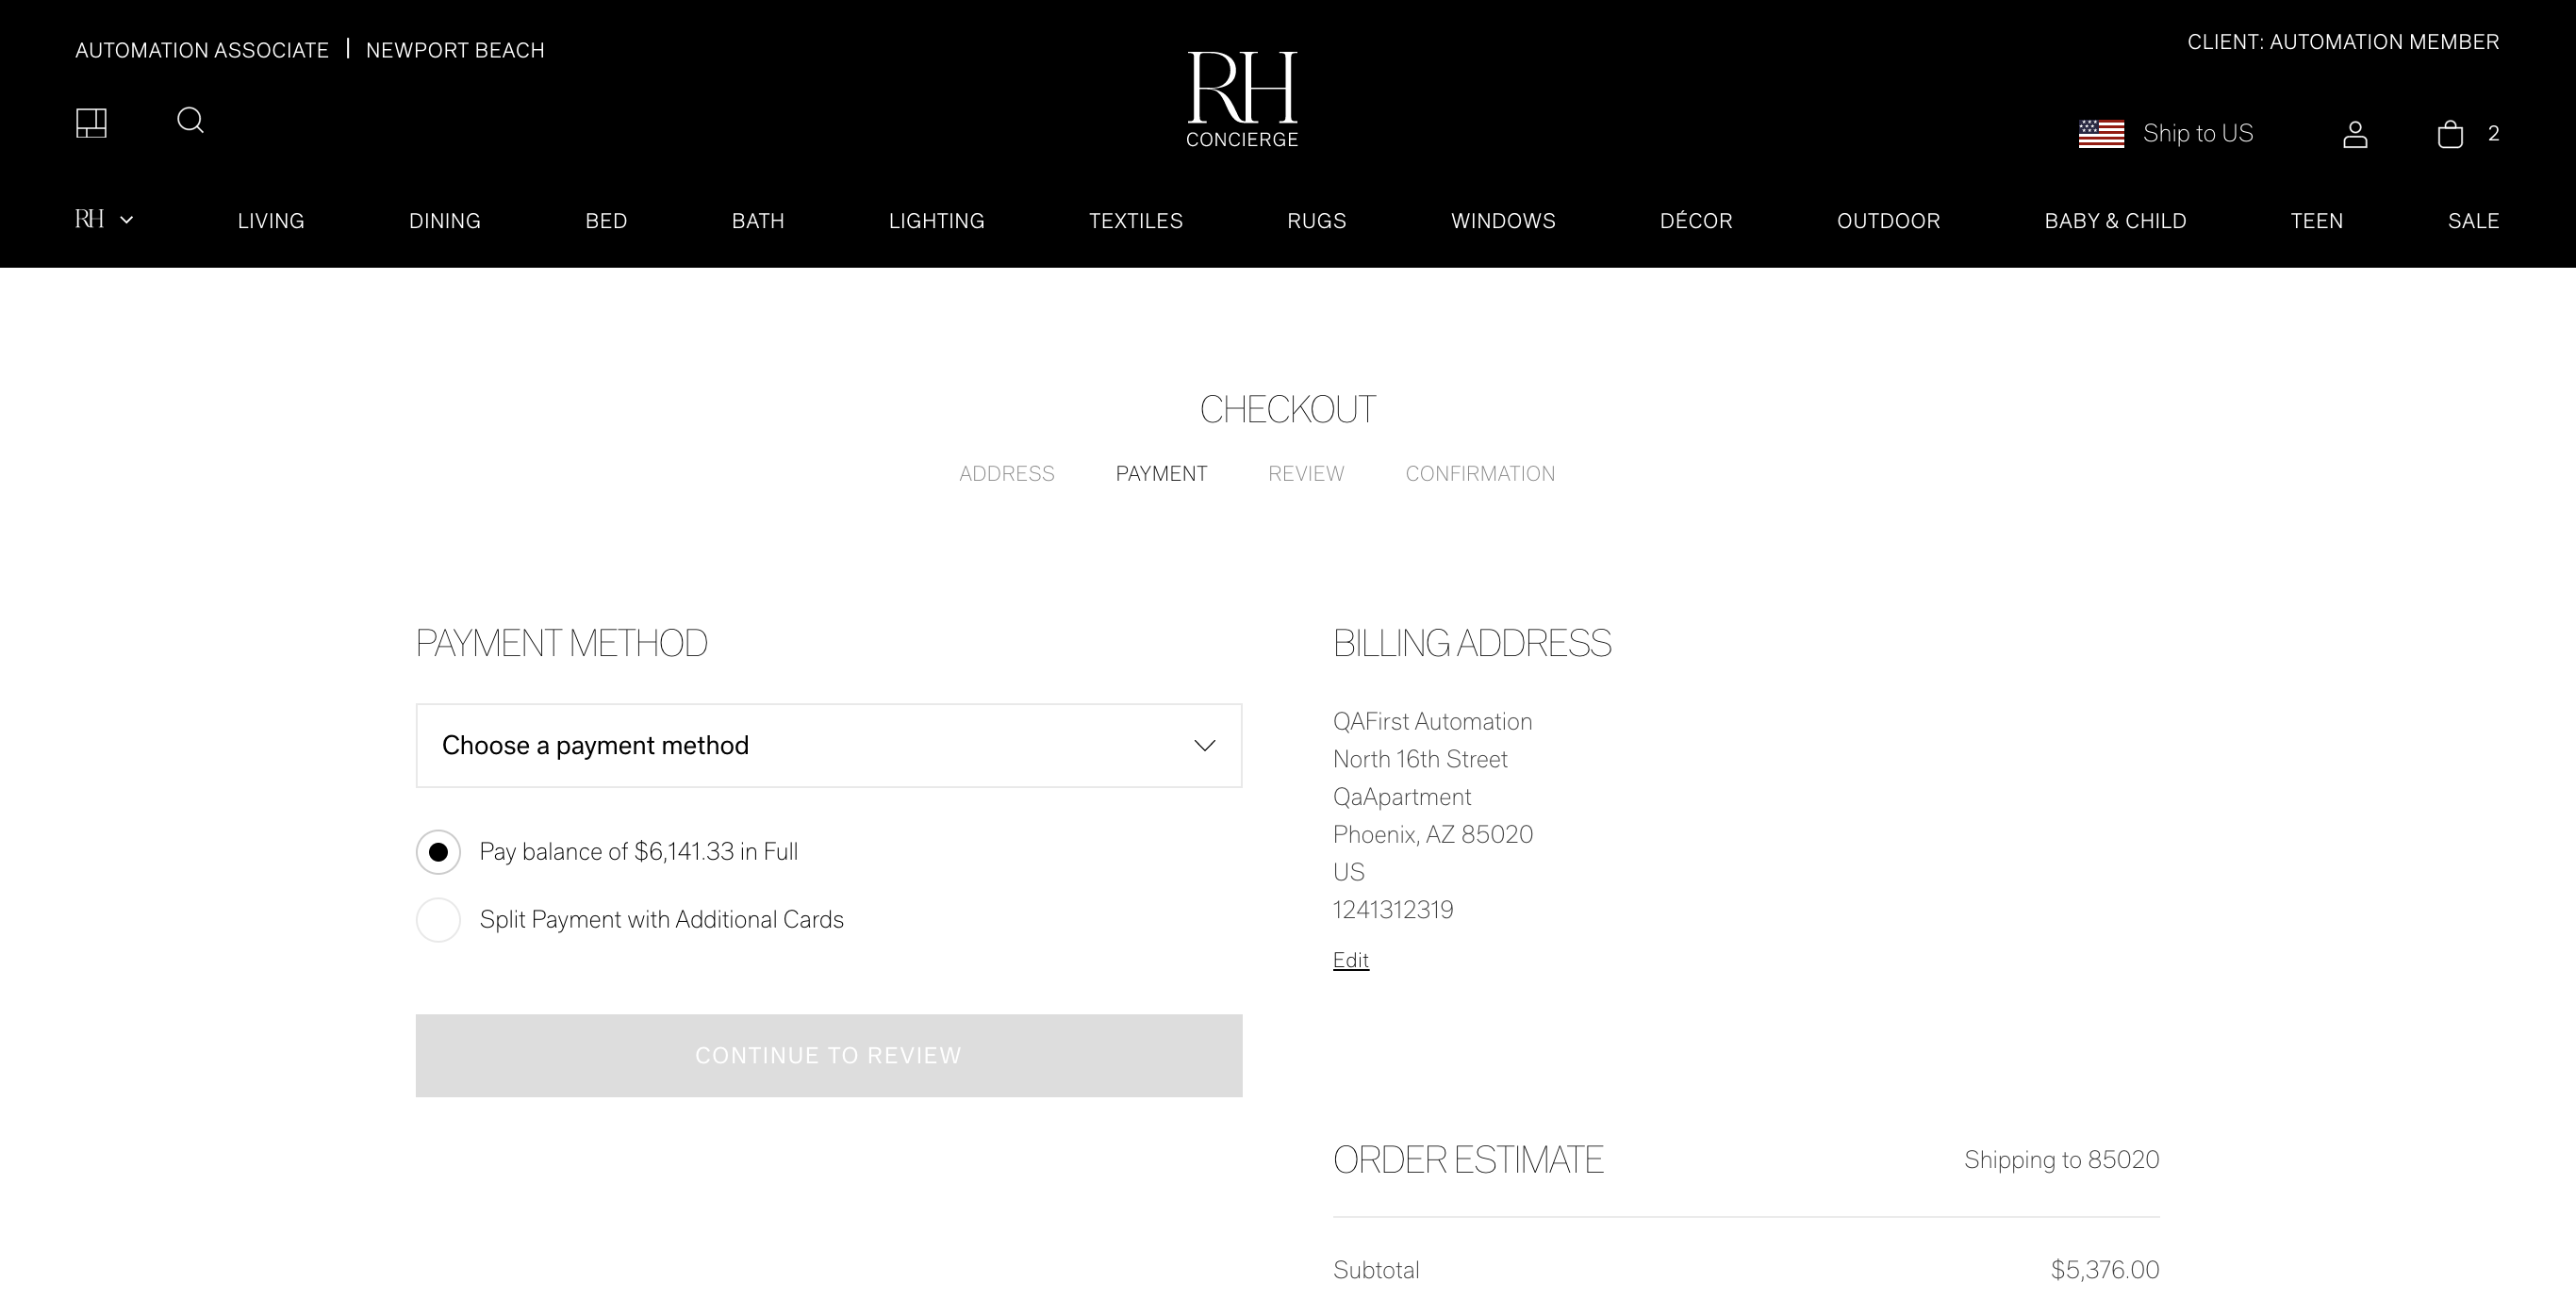 AUTOMATION ASSOCIATE | NEWPORT BEACH
RH
CONCIERGE
CLIENT: AUTOMATION MEMBER
Ship to US
2
RH LIVING DINING BED BATH LIGHTING TEXTILES RUGS WINDOWS DÉCOR OUTDOOR BABY & CHILD TEEN SALE
CHECKOUT
ADDRESS PAYMENT REVIEW CONFIRMATION
PAYMENT METHOD
Choose a payment method
Pay balance of $6,141.33 in Full
Split Payment with Additional Cards
CONTINUE TO REVIEW
BILLING ADDRESS
QAFirst Automation
North 16th Street
QaApartment
Phoenix, AZ 85020
US
1241312319
Edit
ORDER ESTIMATE Shipping to 85020
Subtotal $5,376.00